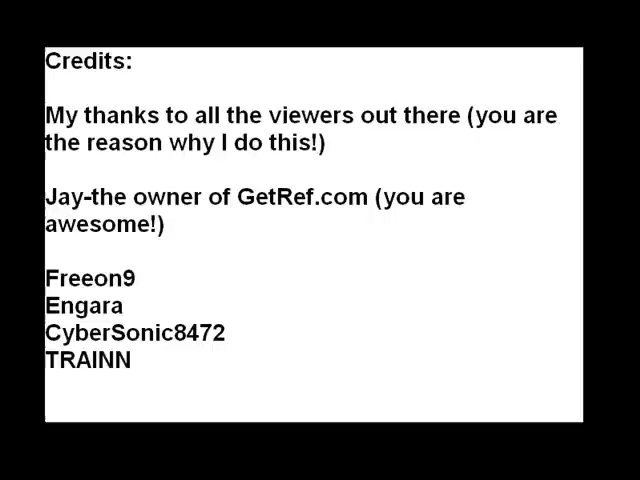 Credits:
My thanks to all the viewers out there (you are
the reason why I do this!)
Jay-the owner of GetRef.com (you are
awesome!)
Freeon9
Engara
CyberSonic8472
TRAINN